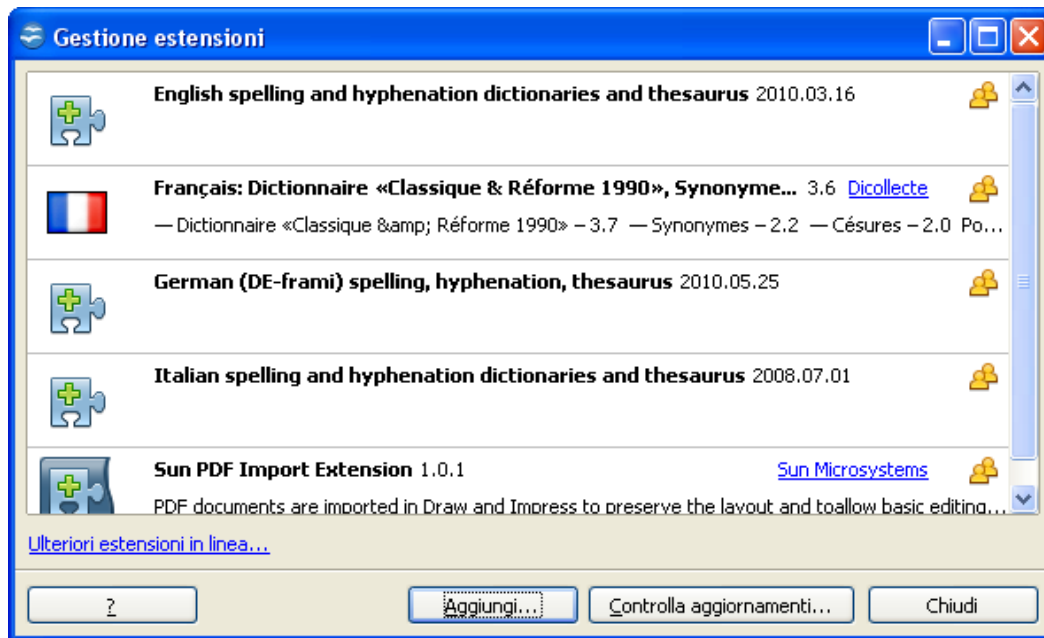 Gestione estensioni
English spelling and hyphenation dictionaries and thesaurus 2010.03.16
Français: Dictionnaire «Classique & Réforme 1990», Synonyme... 3.6 Dicollecte
— Dictionnaire «Classique &amp; Réforme 1990» – 3.7 — Synonymes – 2.2 — Césures – 2.0 Po...
German (DE-frami) spelling, hyphenation, thesaurus 2010.05.25
Italian spelling and hyphenation dictionaries and thesaurus 2008.07.01
Sun PDF Import Extension 1.0.1 Sun Microsystems
PDF documents are imported in Draw and Impress to preserve the layout and toallow basic editing...
Ulteriori estensioni in linea...
? Aggiungi... Controlla aggiornamenti... Chiudi